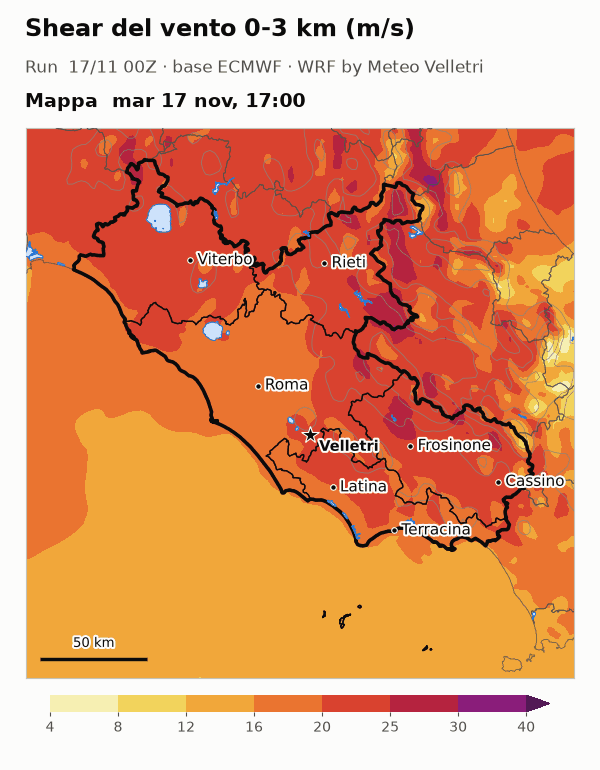 Shear del vento 0-3 km (m/s)
Run 17/11 00Z · base ECMWF · WRF by Meteo Velletri
Mappa mar 17 nov, 17:00
Viterbo
Rieti
Roma
Velletri
Frosinone
Cassino
Latina
Terracina
50 km
4 8 12 16 20 25 30 40